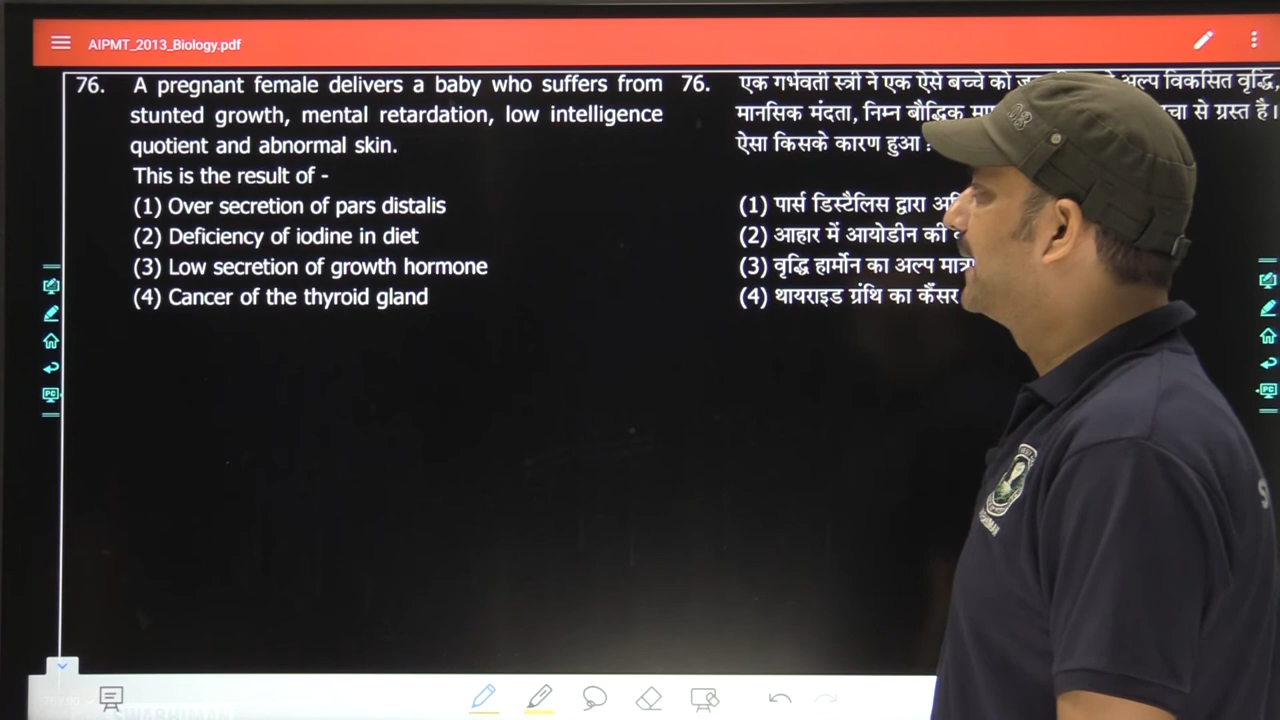 AIPMT_2013_Biology.pdf
76. A pregnant female delivers a baby who suffers from
stunted growth, mental retardation, low intelligence
quotient and abnormal skin.
This is the result of -
(1) Over secretion of pars distalis
(2) Deficiency of iodine in diet
(3) Low secretion of growth hormone
(4) Cancer of the thyroid gland
76. एक गर्भवती स्त्री ने एक ऐसे बच्चे को अल्प विकसित वृद्धि,
मानसिक मंदता, निम्न बौद्धिक से ग्रस्त है।
ऐसा किसके कारण हुआ
(1) पार्स डिस्टैलिस द्वारा
(2) आहार में आयोडीन की
(3) वृद्धि हार्मोन का अल्प
(4) थायराइड ग्रंथि का कैंसर
PC
PC
SWABHIMAN